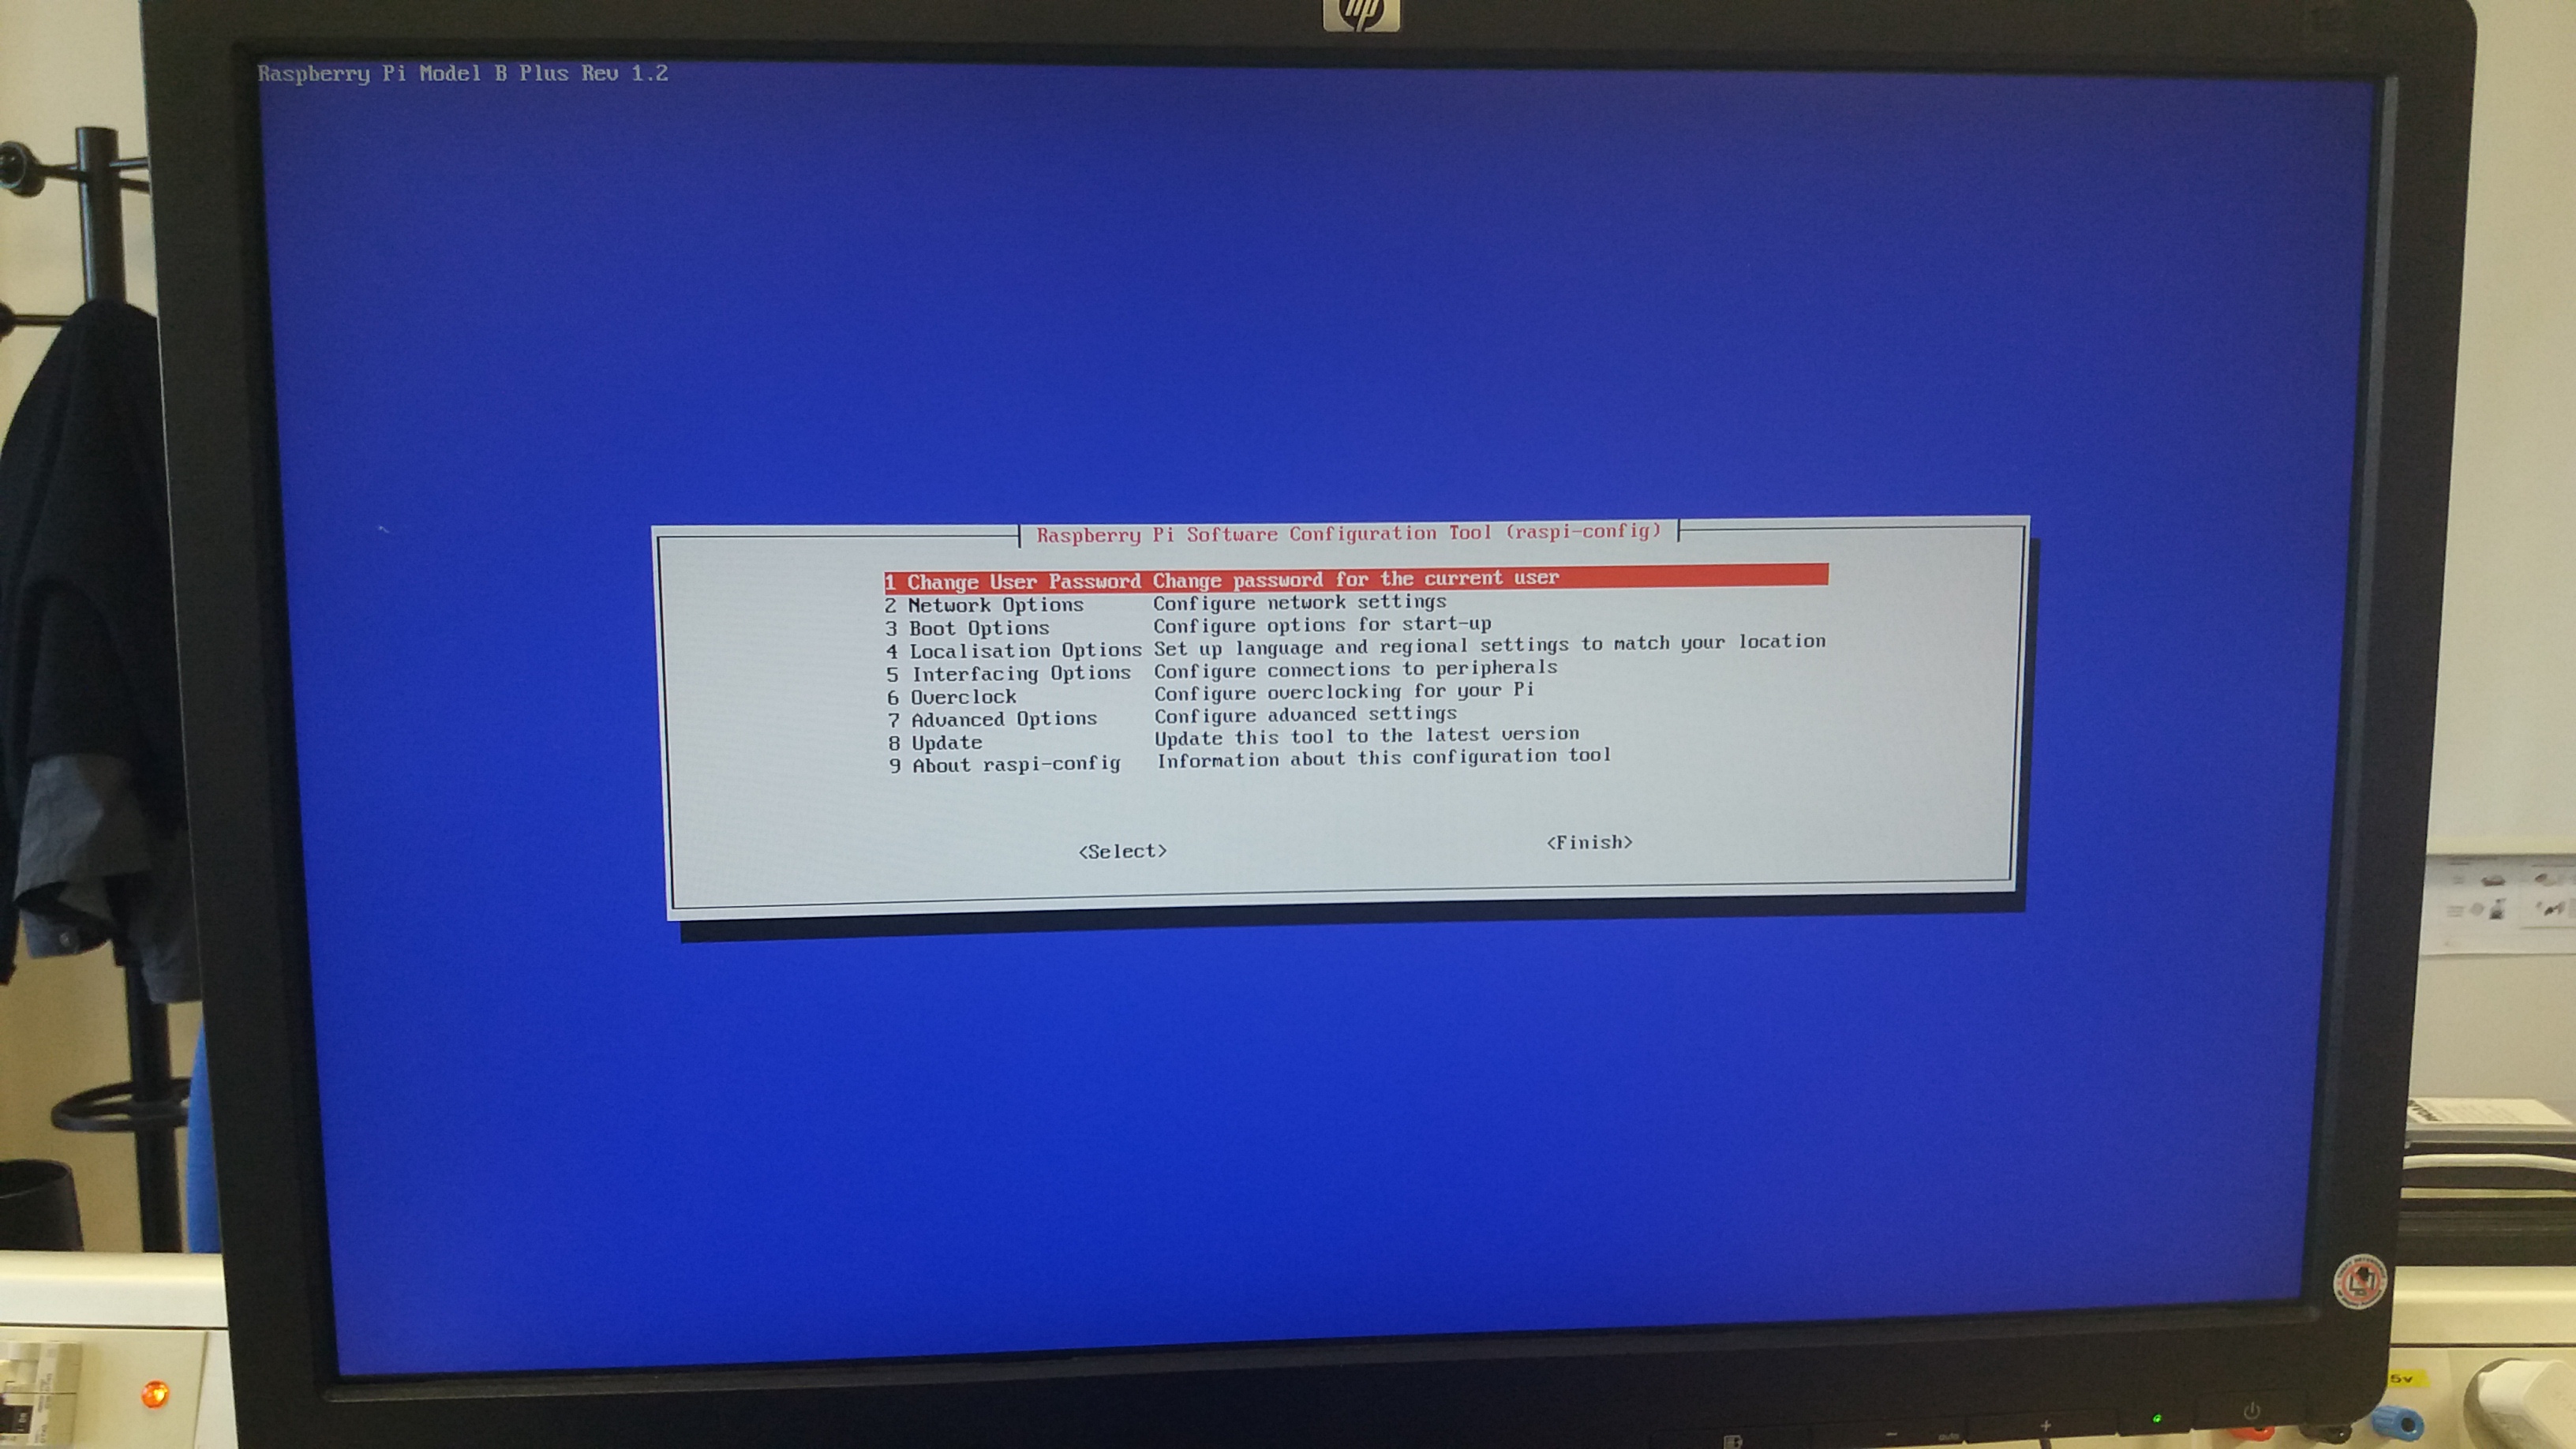 hp
Raspberry Pi Model B Plus Rev 1.2
Raspberry Pi Software Configuration Tool (raspi-config)
1 Change User Password Change password for the current user
2 Network Options Configure network settings
3 Boot Options Configure options for start-up
4 Localisation Options Set up language and regional settings to match your location
5 Interfacing Options Configure connections to peripherals
6 Overclock Configure overclocking for your Pi
7 Advanced Options Configure advanced settings
8 Update Update this tool to the latest version
9 About raspi-config Information about this configuration tool
<Select> <Finish>
5v
auto